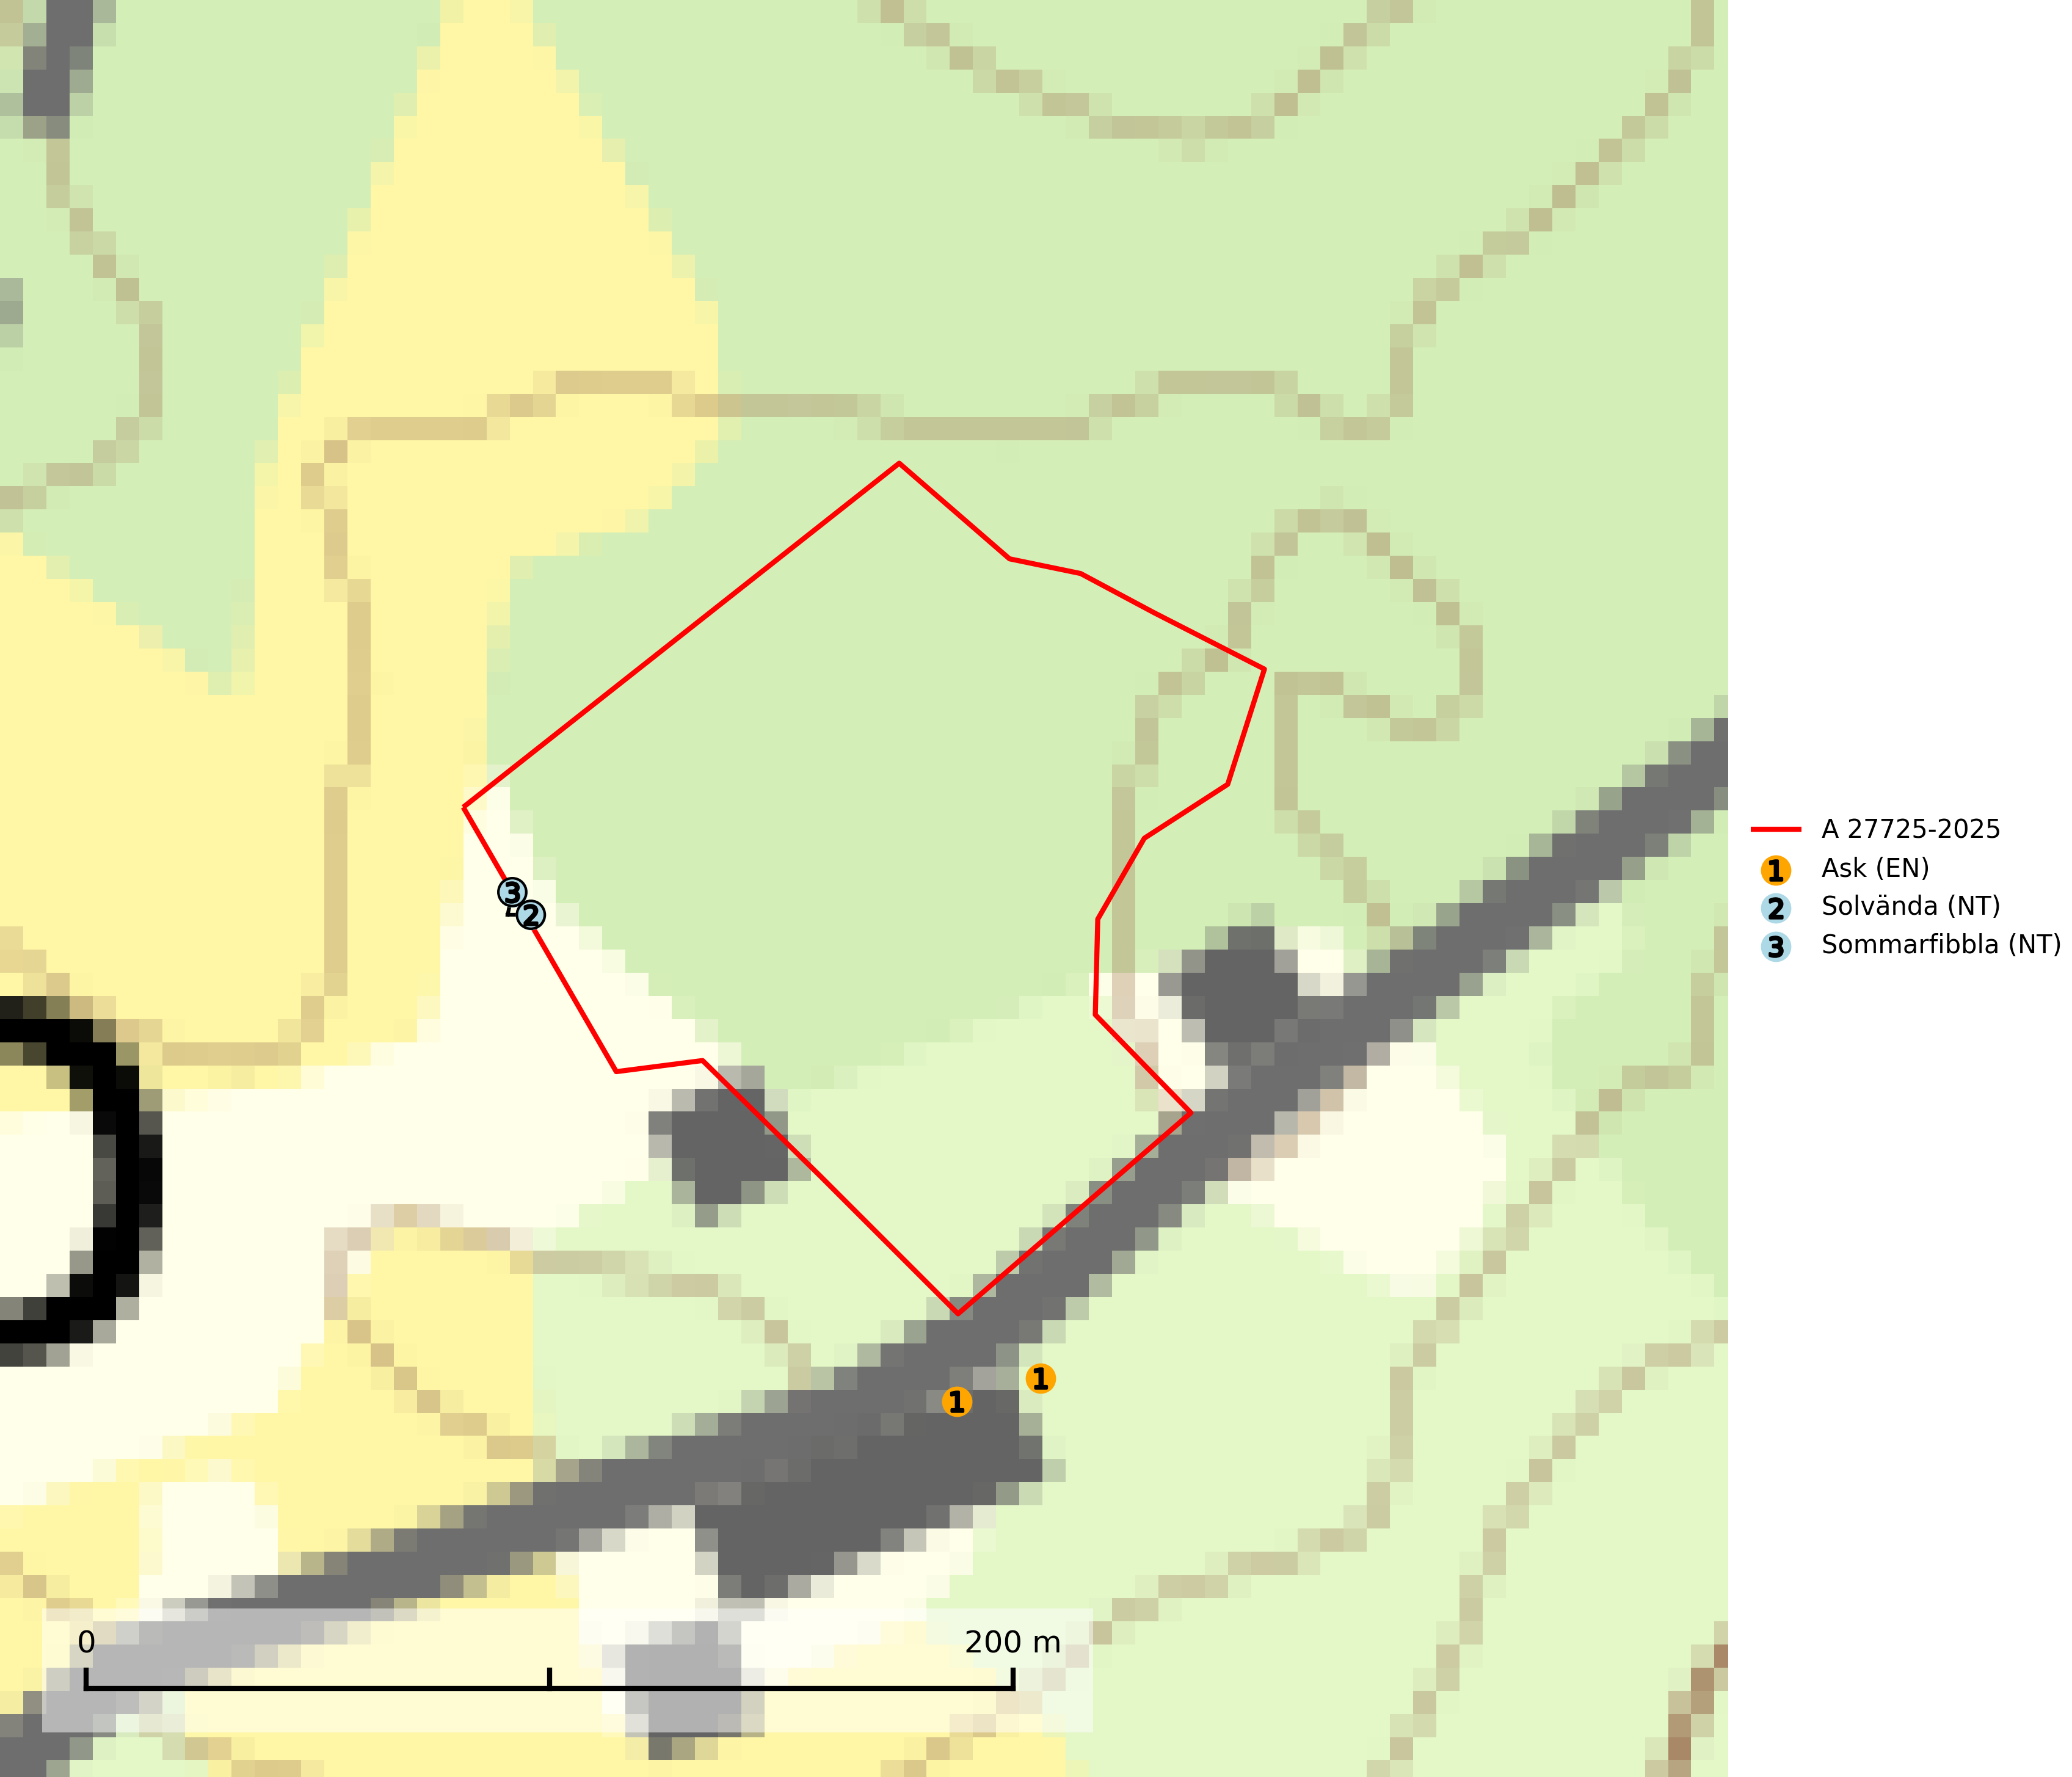 3
2
1
1
0
200 m
A 27725-2025
1 Ask (EN)
2 Solvända (NT)
3 Sommarfibbla (NT)